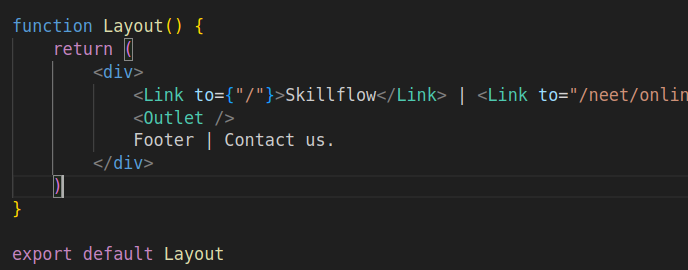 function Layout() {
    return (
        <div>
            <Link to={"/"}>Skillflow</Link> | <Link to="/neet/onlin
            <Outlet />
            Footer | Contact us.
        </div>
    )
}
export default Layout